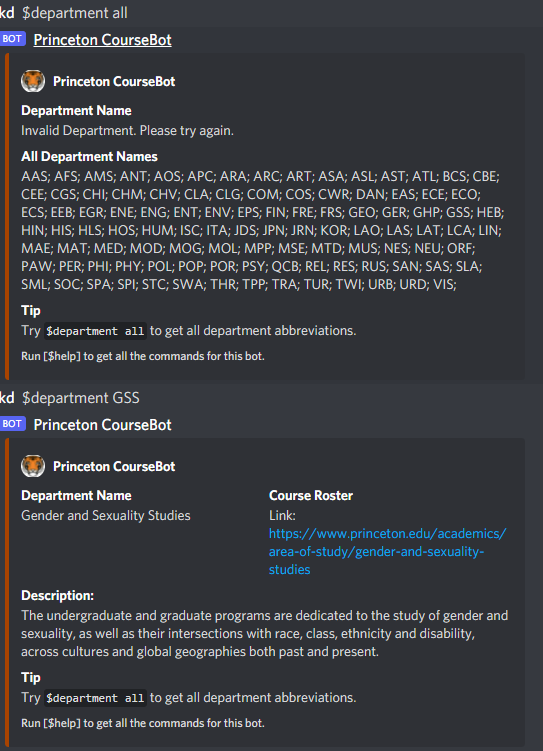 kd $department all
BOT Princeton CourseBot
Princeton CourseBot
Department Name
Invalid Department. Please try again.
All Department Names
AAS; AFS; AMS; ANT; AOS; APC; ARA; ARC; ART; ASA; ASL; AST; ATL; BCS; CBE;
CEE; CGS; CHI; CHM; CHV; CLA; CLG; COM; COS; CWR; DAN; EAS; ECE; ECO;
ECS; EEB; EGR; ENE; ENG; ENT; ENV; EPS; FIN; FRE; FRS; GEO; GER; GHP; GSS; HEB;
HIN; HIS; HLS; HOS; HUM; ISC; ITA; JDS; JPN; JRN; KOR; LAO; LAS; LAT; LCA; LIN;
MAE; MAT; MED; MOD; MOG; MOL; MPP; MSE; MTD; MUS; NES; NEU; ORF;
PAW; PER; PHI; PHY; POL; POP; POR; PSY; QCB; REL; RES; RUS; SAN; SAS; SLA;
SML; SOC; SPA; SPI; STC; SWA; THR; TPP; TRA; TUR; TWI; URB; URD; VIS;
Tip
Try $department all to get all department abbreviations.
Run [$help] to get all the commands for this bot.
kd $department GSS
BOT Princeton CourseBot
Princeton CourseBot
Department Name
Gender and Sexuality Studies
Course Roster
Link:
https://www.princeton.edu/academics/
area-of-study/gender-and-sexuality-
studies
Description:
The undergraduate and graduate programs are dedicated to the study of gender and
sexuality, as well as their intersections with race, class, ethnicity and disability,
across cultures and global geographies both past and present.
Tip
Try $department all to get all department abbreviations.
Run [$help] to get all the commands for this bot.